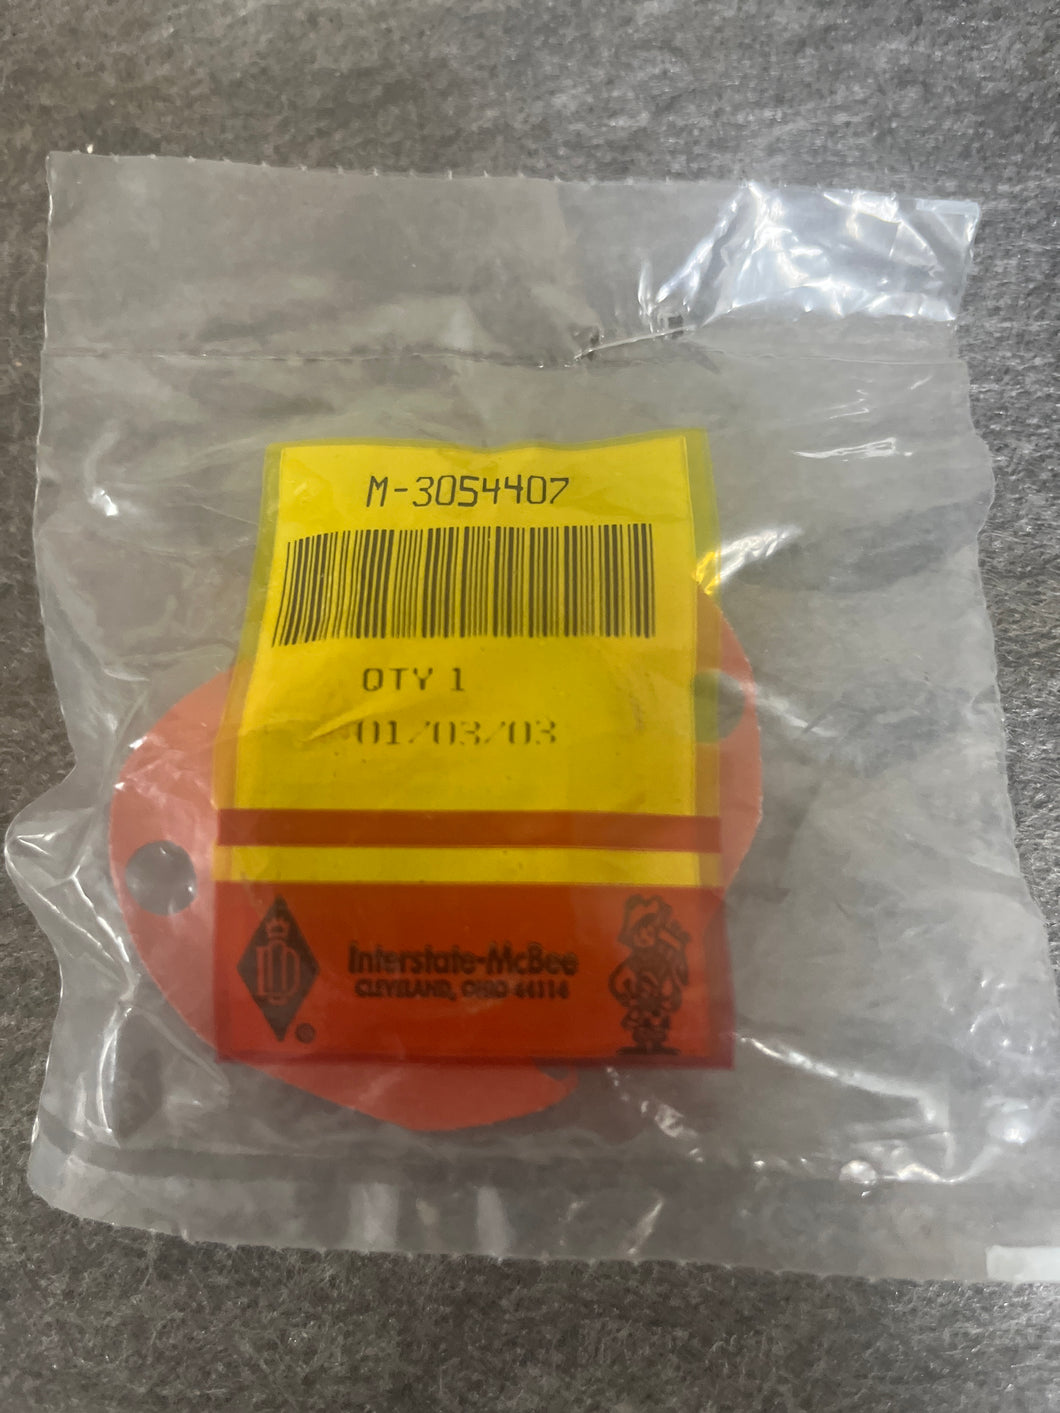 M-3054407
QTY 1
01/03/03
Interstate-McBee
CLEVELAND, OHIO 44114
®